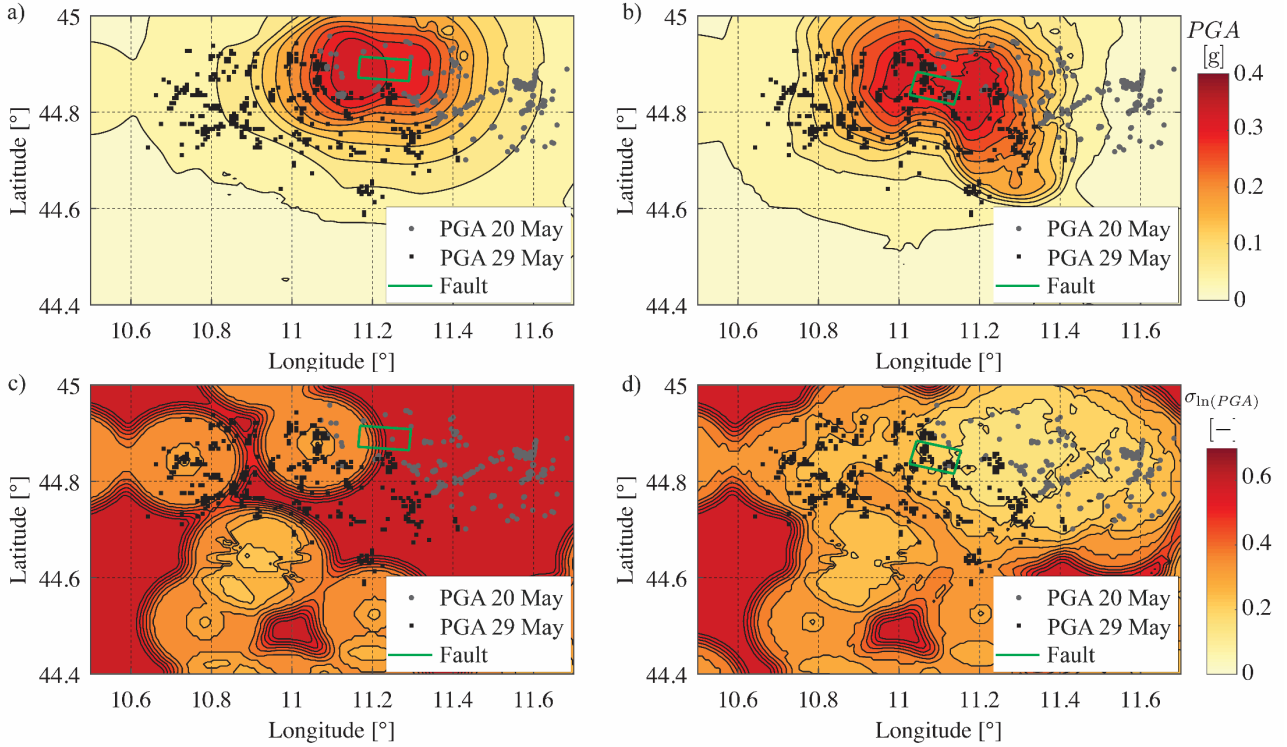 a)
45
44.8
44.6
44.4
Latitude [°]
10.6 10.8 11 11.2 11.4 11.6
Longitude [°]
PGA 20 May
PGA 29 May
Fault
b)
45
44.8
44.6
44.4
Latitude [°]
10.6 10.8 11 11.2 11.4 11.6
Longitude [°]
PGA 20 May
PGA 29 May
Fault
PGA
[g]
0.4
0.3
0.2
0.1
0
c)
45
44.8
44.6
44.4
Latitude [°]
10.6 10.8 11 11.2 11.4 11.6
Longitude [°]
PGA 20 May
PGA 29 May
Fault
d)
45
44.8
44.6
44.4
Latitude [°]
10.6 10.8 11 11.2 11.4 11.6
Longitude [°]
PGA 20 May
PGA 29 May
Fault
σln(PGA)
[−]
0.6
0.4
0.2
0